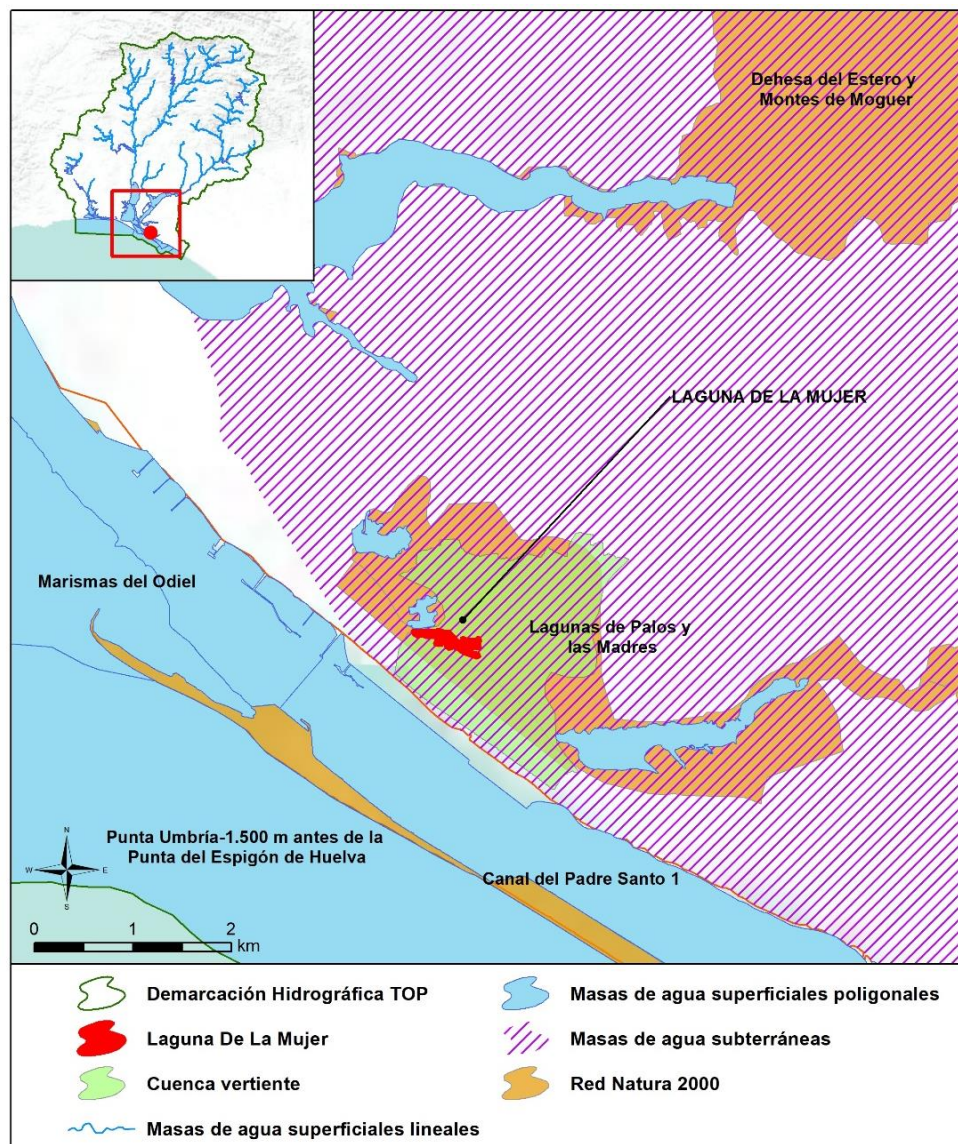 Dehesa del Estero y
Montes de Moguer
LAGUNA DE LA MUJER
Marismas del Odiel
Lagunas de Palos y
las Madres
Punta Umbría-1.500 m antes de la
Punta del Espigón de Huelva
Canal del Padre Santo 1
N
W E
S
0 1 2
km
Demarcación Hidrográfica TOP
Masas de agua superficiales poligonales
Laguna De La Mujer
Masas de agua subterráneas
Cuenca vertiente
Red Natura 2000
Masas de agua superficiales lineales